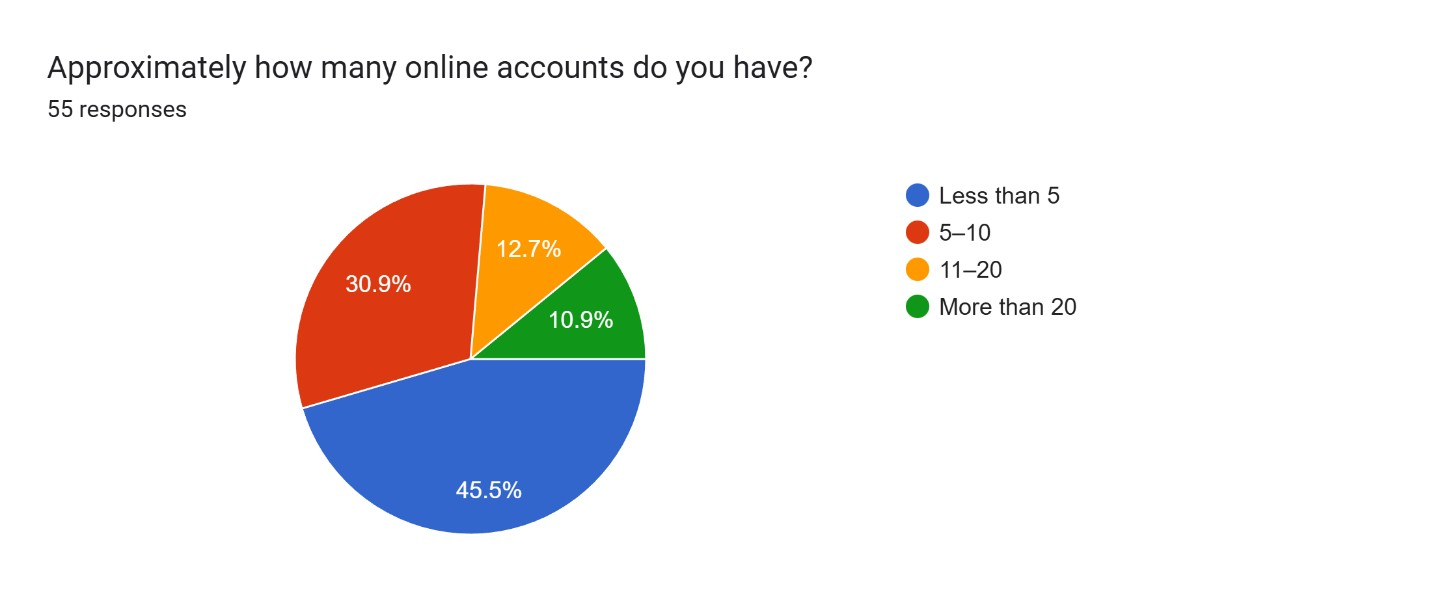 Approximately how many online accounts do you have?
55 responses
Less than 5
5–10
11–20
More than 20
12.7%
30.9%
10.9%
45.5%